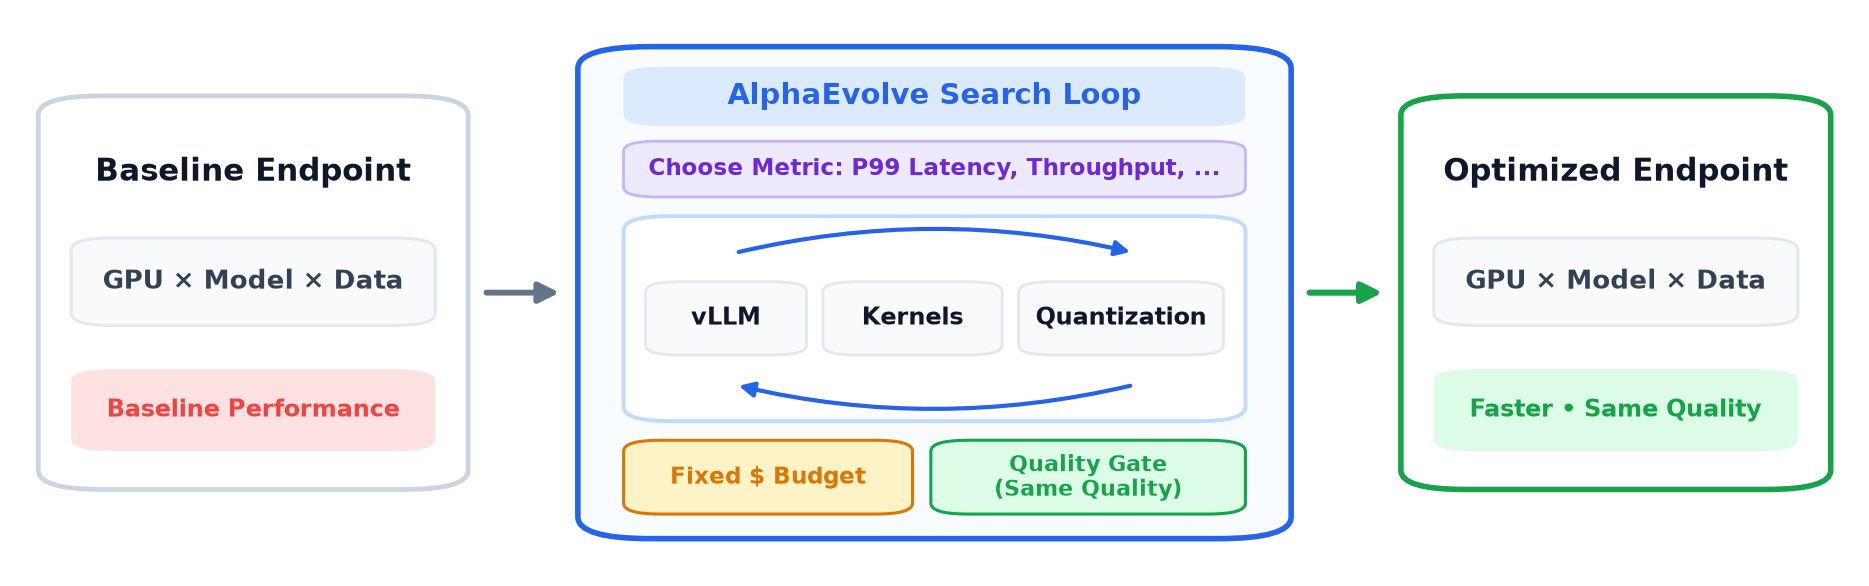 Baseline Endpoint
GPU × Model × Data
Baseline Performance
AlphaEvolve Search Loop
Choose Metric: P99 Latency, Throughput, ...
vLLM
Kernels
Quantization
Fixed $ Budget
Quality Gate
(Same Quality)
Optimized Endpoint
GPU × Model × Data
Faster • Same Quality